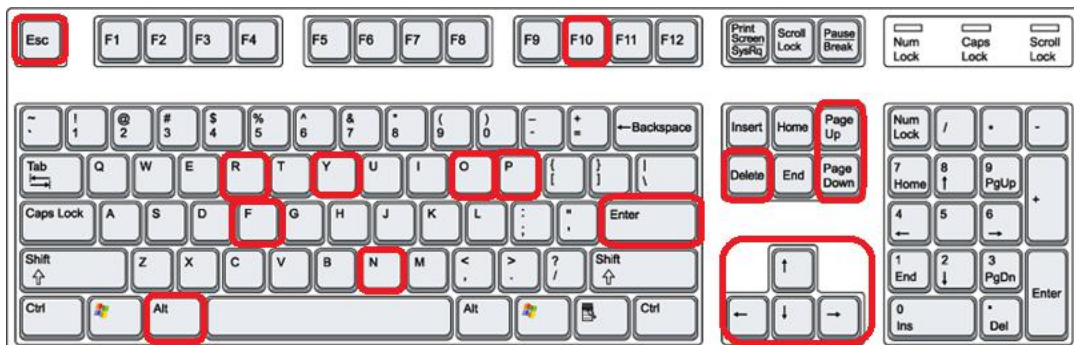 Esc F1 F2 F3 F4 F5 F6 F7 F8 F9 F10 F11 F12 Print Screen SysRq Scroll Lock Pause Break Num Lock Caps Lock Scroll Lock
~ ` ! 1 @ 2 # 3 $ 4 % 5 ^ 6 & 7 * 8 ( 9 ) 0 – - + = ←Backspace Insert Home Page Up Num Lock / * -
Tab Q W E R T Y U I O P { [ } ] | \ Delete End Page Down 7 Home 8 ↑ 9 PgUp +
Caps Lock A S D F G H J K L : ; " ' Enter 4 ← 5 6 →
Shift Z X C V B N M < , > . ? / Shift ↑ 1 End 2 ↓ 3 PgDn Enter
Ctrl Alt Alt Ctrl ← ↓ → 0 Ins . Del